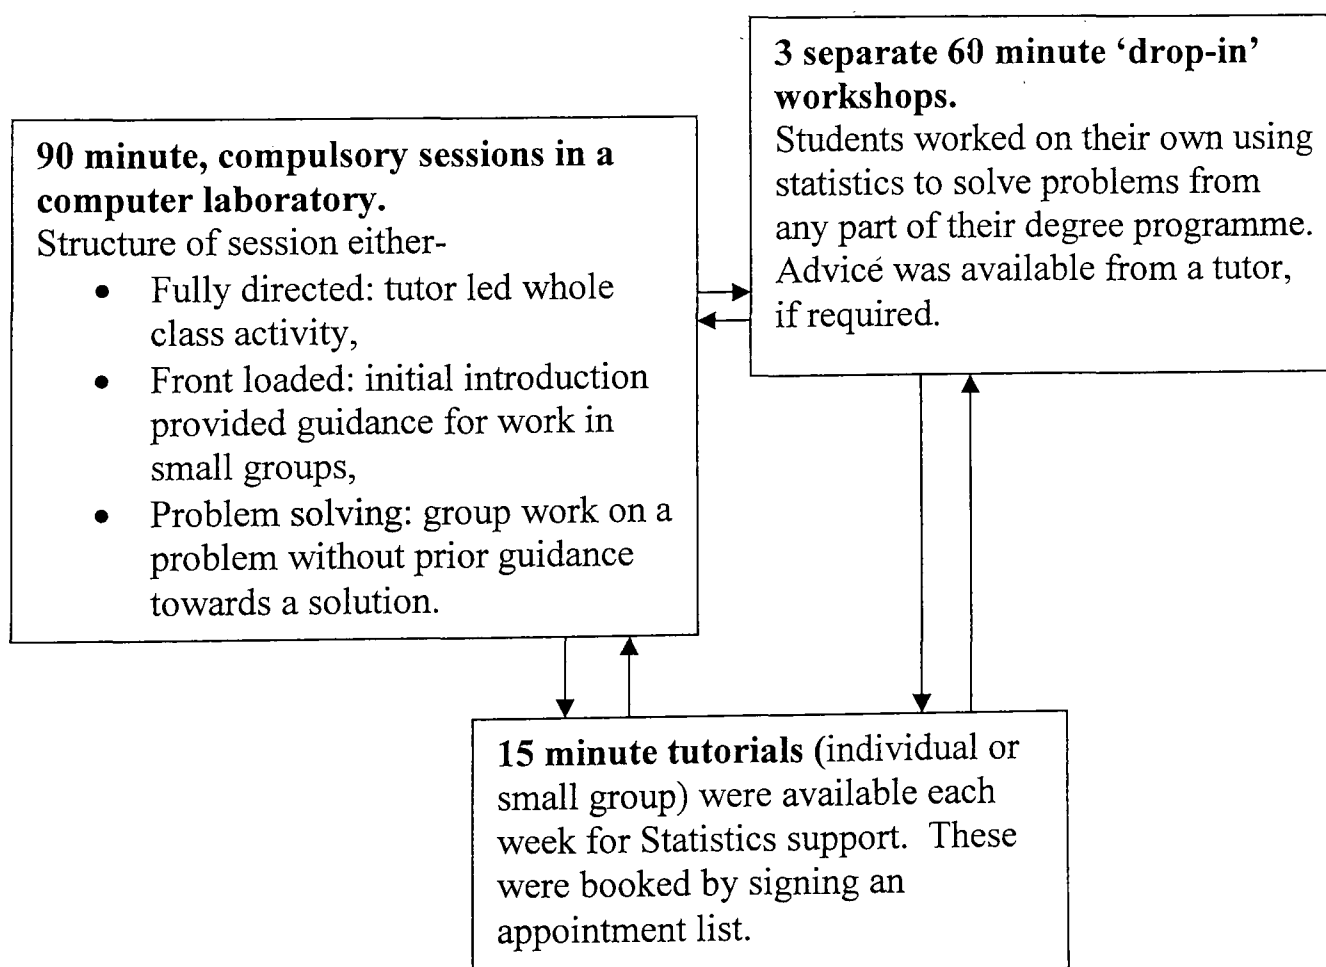 3 separate 60 minute ‘drop-in’
workshops.
Students worked on their own using
statistics to solve problems from
any part of their degree programme.
Advicé was available from a tutor,
if required.
90 minute, compulsory sessions in a
computer laboratory.
Structure of session either-
• Fully directed: tutor led whole
class activity,
• Front loaded: initial introduction
provided guidance for work in
small groups,
• Problem solving: group work on a
problem without prior guidance
towards a solution.
15 minute tutorials (individual or
small group) were available each
week for Statistics support. These
were booked by signing an
appointment list.